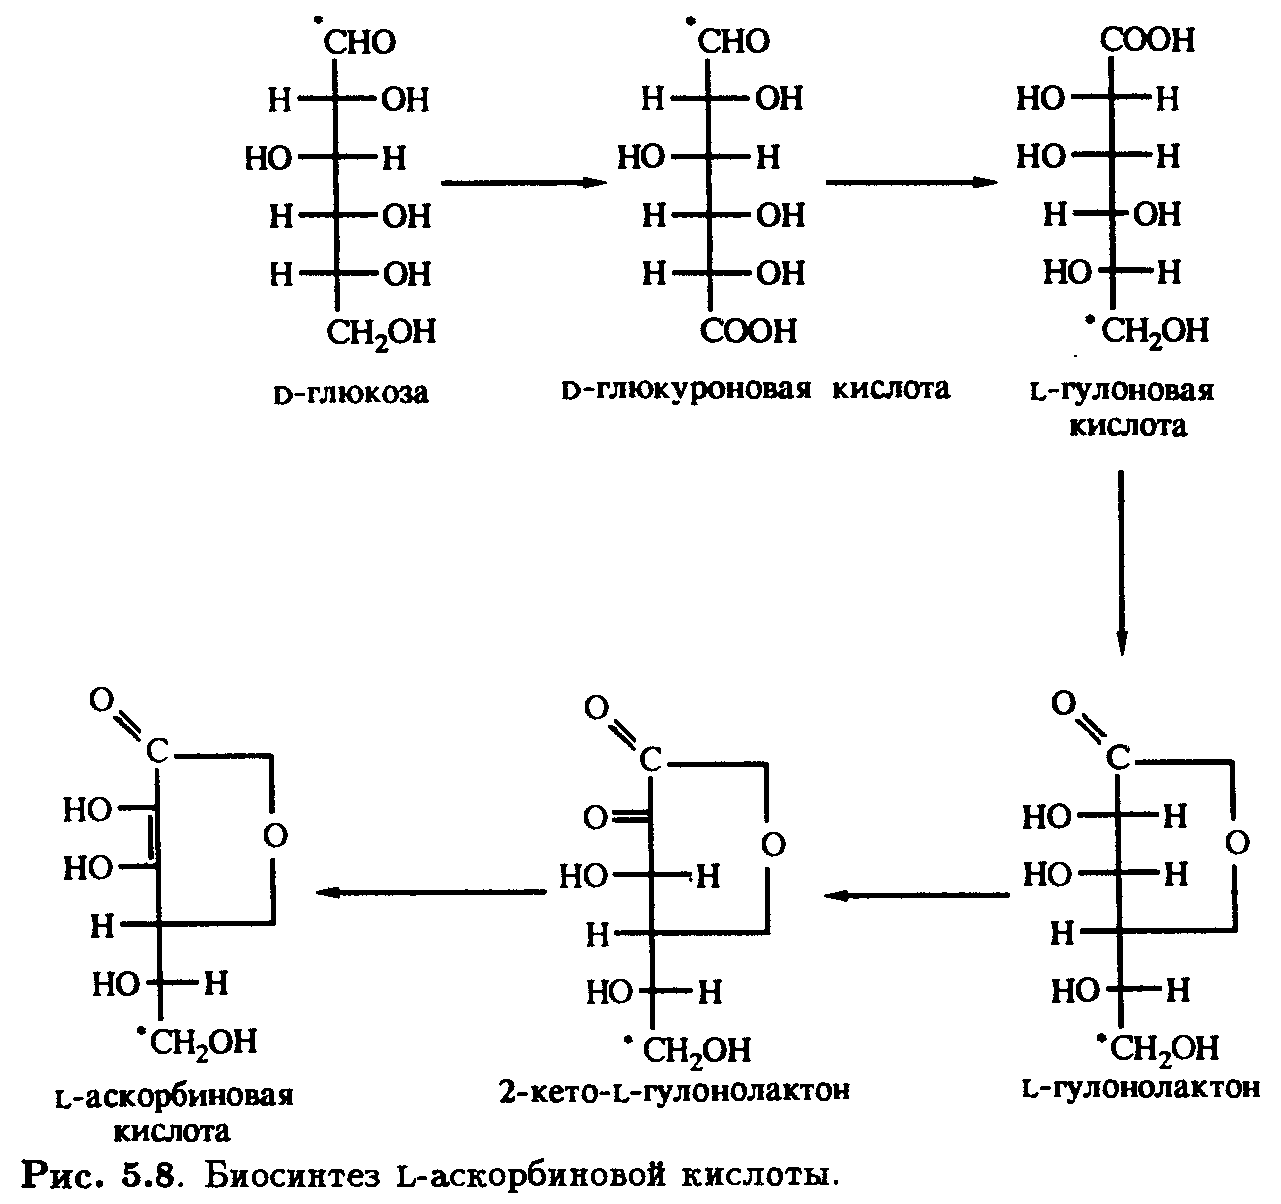 *CHO
H OH
HO H
H OH
H OH
CH₂OH
D-глюкоза
*CHO
H OH
HO H
H OH
H OH
COOH
D-глюкуроновая кислота
COOH
HO H
HO H
H OH
HO H
*CH₂OH
L-гулоновая
кислота
O
C
HO
HO
O
H
HO H
*CH₂OH
L-аскорбиновая
кислота
O
C
O
O
HO H
H
HO H
*CH₂OH
2-кето-L-гулонолактон
O
C
HO H
O
HO H
H
HO H
*CH₂OH
L-гулонолактон
Рис. 5.8. Биосинтез L-аскорбиновой кислоты.